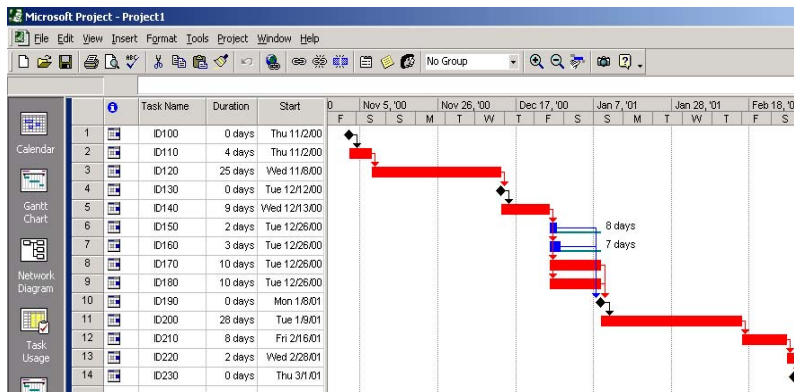 Microsoft Project - Project1
File Edit View Insert Format Tools Project Window Help
No Group
Task Name Duration Start 0 Nov 5, '00 Nov 26, '00 Dec 17, '00 Jan 7, '01 Jan 28, '01 Feb 18, '0
F S S M T W T F S S M T W T F S
1 ID100 0 days Thu 11/2/00
2 ID110 4 days Thu 11/2/00
3 ID120 25 days Wed 11/8/00
4 ID130 0 days Tue 12/12/00
5 ID140 9 days Wed 12/13/00
6 ID150 2 days Tue 12/26/00 8 days
7 ID160 3 days Tue 12/26/00 7 days
8 ID170 10 days Tue 12/26/00
9 ID180 10 days Tue 12/26/00
10 ID190 0 days Mon 1/8/01
11 ID200 28 days Tue 1/9/01
12 ID210 8 days Fri 2/16/01
13 ID220 2 days Wed 2/28/01
14 ID230 0 days Thu 3/1/01
Calendar
Gantt
Chart
Network
Diagram
Task
Usage